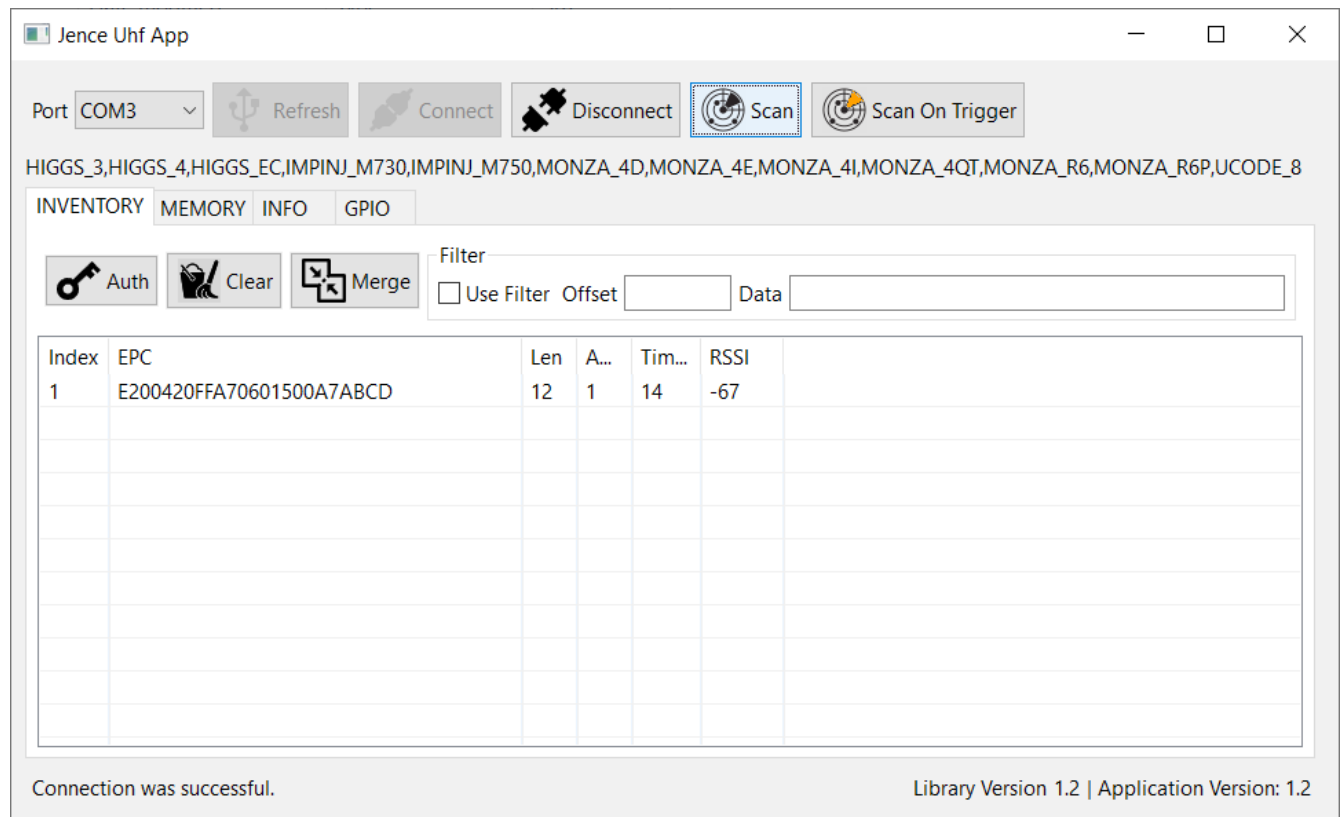 Jence Uhf App
Port COM3 Refresh Connect Disconnect Scan Scan On Trigger
HIGGS_3,HIGGS_4,HIGGS_EC,IMPINJ_M730,IMPINJ_M750,MONZA_4D,MONZA_4E,MONZA_4I,MONZA_4QT,MONZA_R6,MONZA_R6P,UCODE_8
INVENTORY MEMORY INFO GPIO
Filter
Auth Clear Merge Use Filter Offset Data
Index EPC Len A... Tim... RSSI
1 E200420FFA70601500A7ABCD 12 1 14 -67
Connection was successful. Library Version 1.2 | Application Version: 1.2